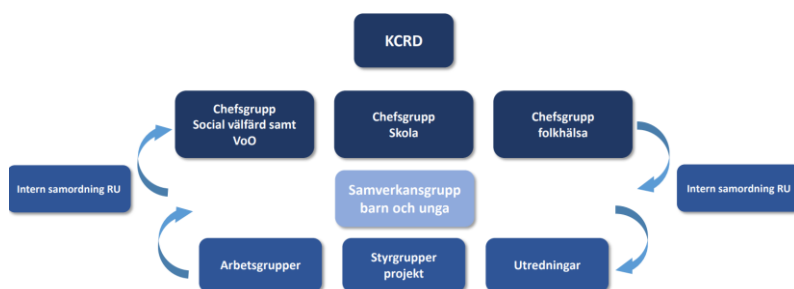 KCRD
Chefsgrupp
Social välfärd samt
VoO
Chefsgrupp
Skola
Chefsgrupp
folkhälsa
Intern samordning RU
Samverkansgrupp
barn och unga
Intern samordning RU
Arbetsgrupper
Styrgrupper
projekt
Utredningar